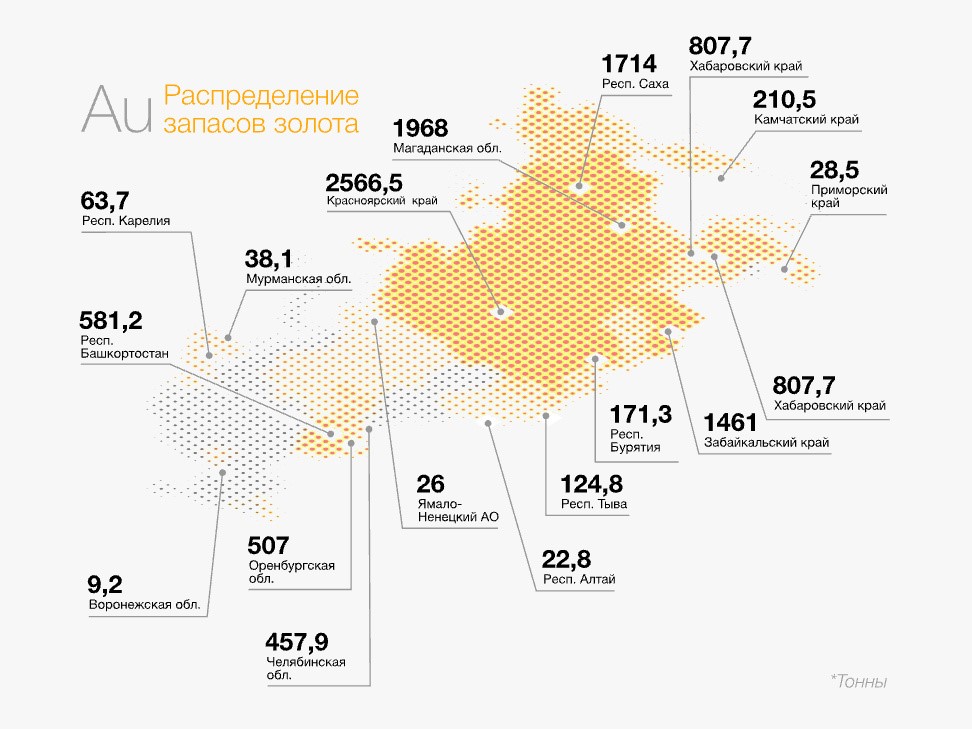 Au
Распределение
запасов золота
807,7
Хабаровский край
1714
Респ. Саха
210,5
Камчатский край
1968
Магаданская обл.
28,5
Приморский
край
2566,5
Красноярский край
63,7
Респ. Карелия
38,1
Мурманская обл.
581,2
Респ.
Башкортостан
807,7
Хабаровский край
171,3
Респ.
Бурятия
1461
Забайкальский край
26
Ямало-
Ненецкий АО
124,8
Респ. Тыва
507
Оренбургская
обл.
22,8
Респ. Алтай
9,2
Воронежская обл.
457,9
Челябинская
обл.
*Тонны